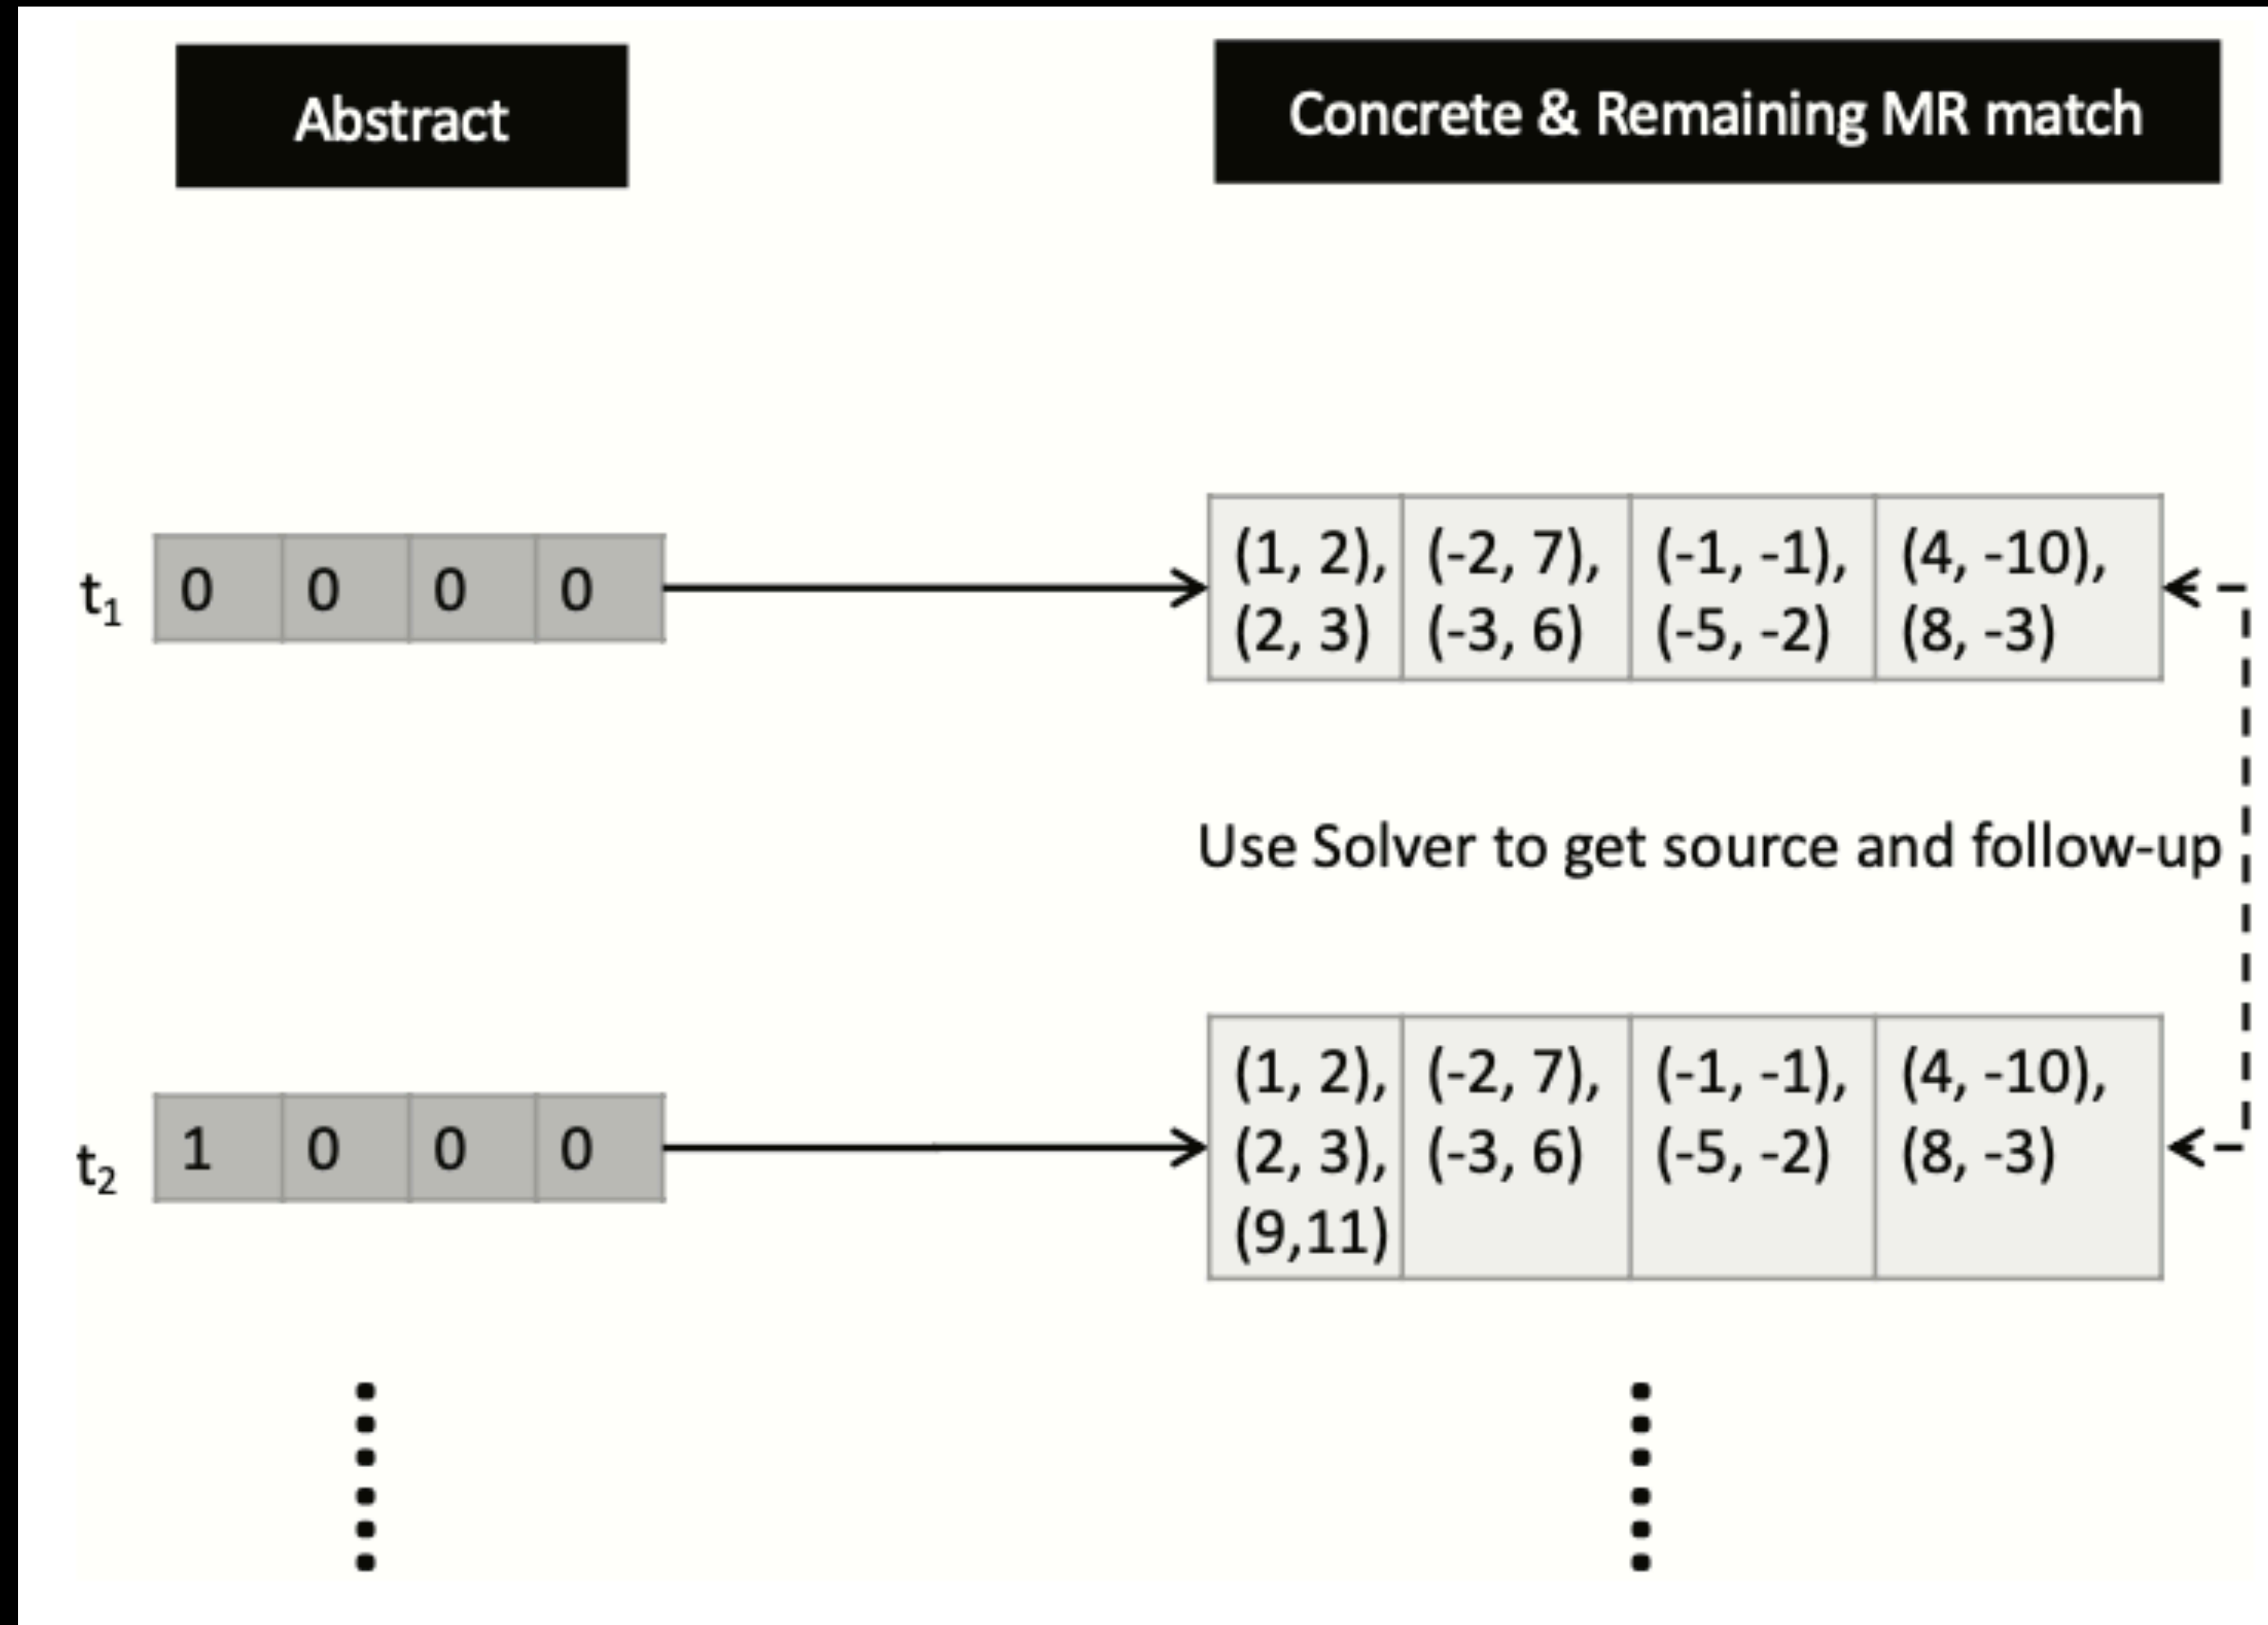 Abstract
Concrete & Remaining MR match
t1
0 0 0 0
(1, 2), (-2, 7), (-1, -1), (4, -10),
(2, 3) (-3, 6) (-5, -2) (8, -3)
Use Solver to get source and follow-up
t2
1 0 0 0
(1, 2), (-2, 7), (-1, -1), (4, -10),
(2, 3), (-3, 6) (-5, -2) (8, -3)
(9,11)